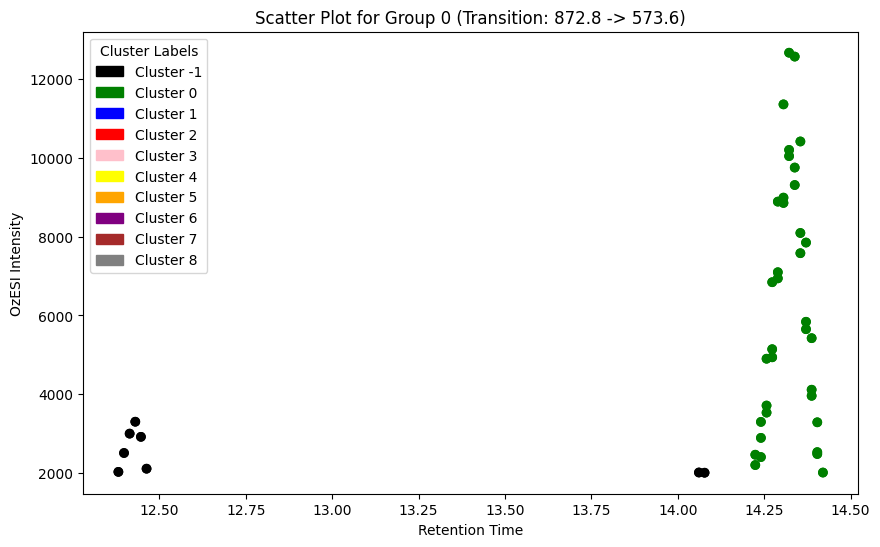 Scatter Plot for Group 0 (Transition: 872.8 -> 573.6)
Cluster Labels
Cluster -1
Cluster 0
Cluster 1
Cluster 2
Cluster 3
Cluster 4
Cluster 5
Cluster 6
Cluster 7
Cluster 8
OzESI Intensity
12000
10000
8000
6000
4000
2000
12.50 12.75 13.00 13.25 13.50 13.75 14.00 14.25 14.50
Retention Time